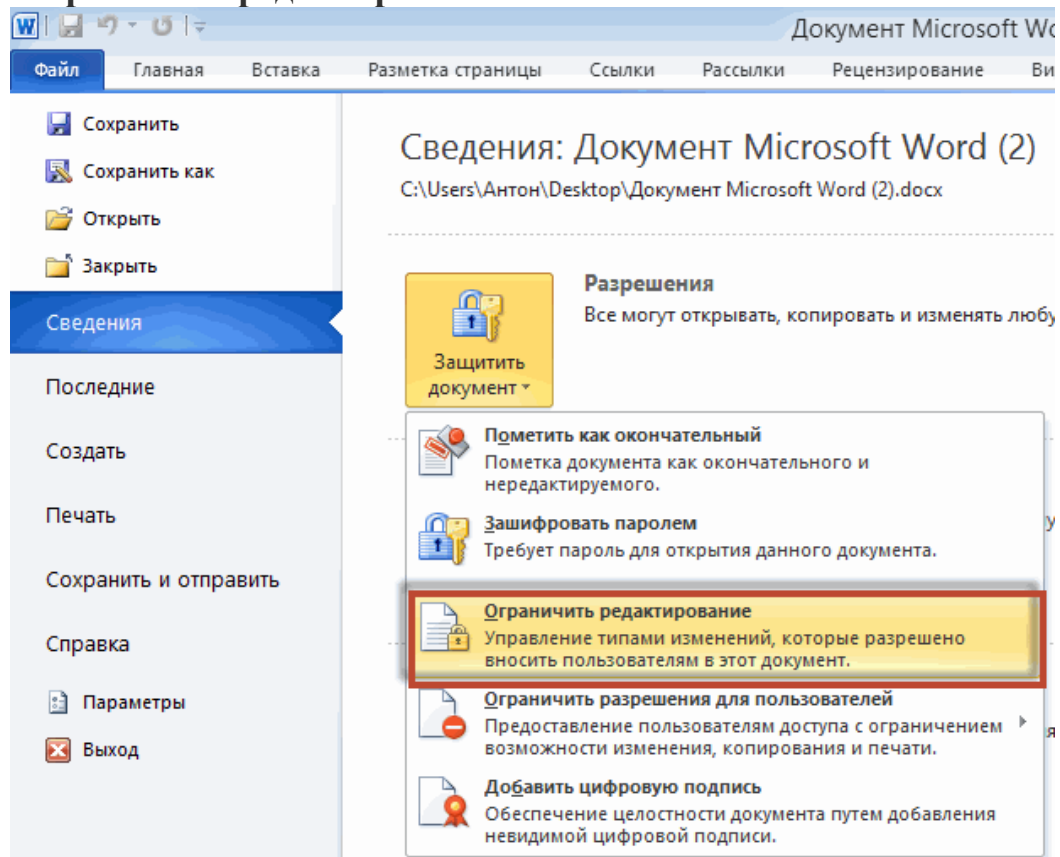 W
Документ Microsoft Wo
Файл Главная Вставка Разметка страницы Ссылки Рассылки Рецензирование Ви
Сохранить
Сохранить как
Открыть
Закрыть
Сведения
Последние
Создать
Печать
Сохранить и отправить
Справка
Параметры
Выход
Сведения: Документ Microsoft Word (2)
C:\Users\Антон\Desktop\Документ Microsoft Word (2).docx
Защитить
документ
Разрешения
Все могут открывать, копировать и изменять любу
Пометить как окончательный
Пометка документа как окончательного и
нередактируемого.
Зашифровать паролем
Требует пароль для открытия данного документа.
Ограничить редактирование
Управление типами изменений, которые разрешено
вносить пользователям в этот документ.
Ограничить разрешения для пользователей
Предоставление пользователям доступа с ограничением
возможности изменения, копирования и печати.
Добавить цифровую подпись
Обеспечение целостности документа путем добавления
невидимой цифровой подписи.